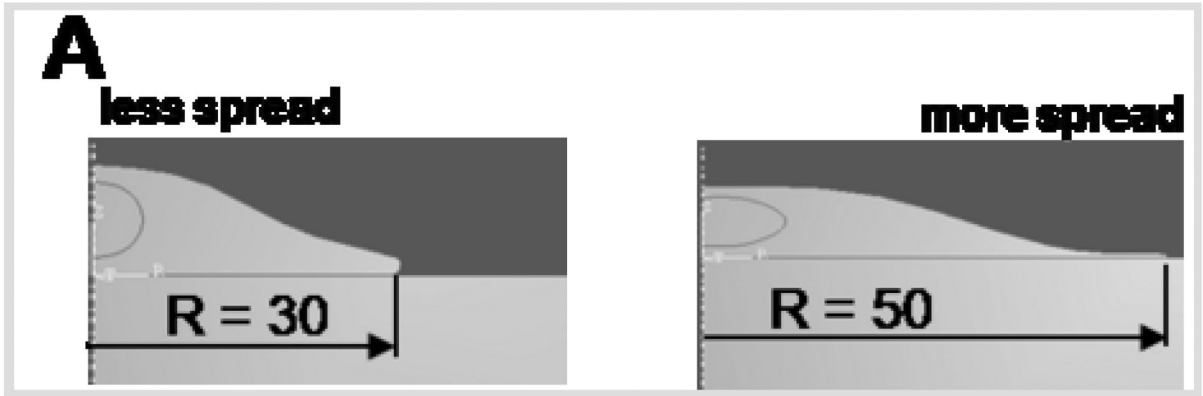 A
less spread
more spread
R = 30
R = 50